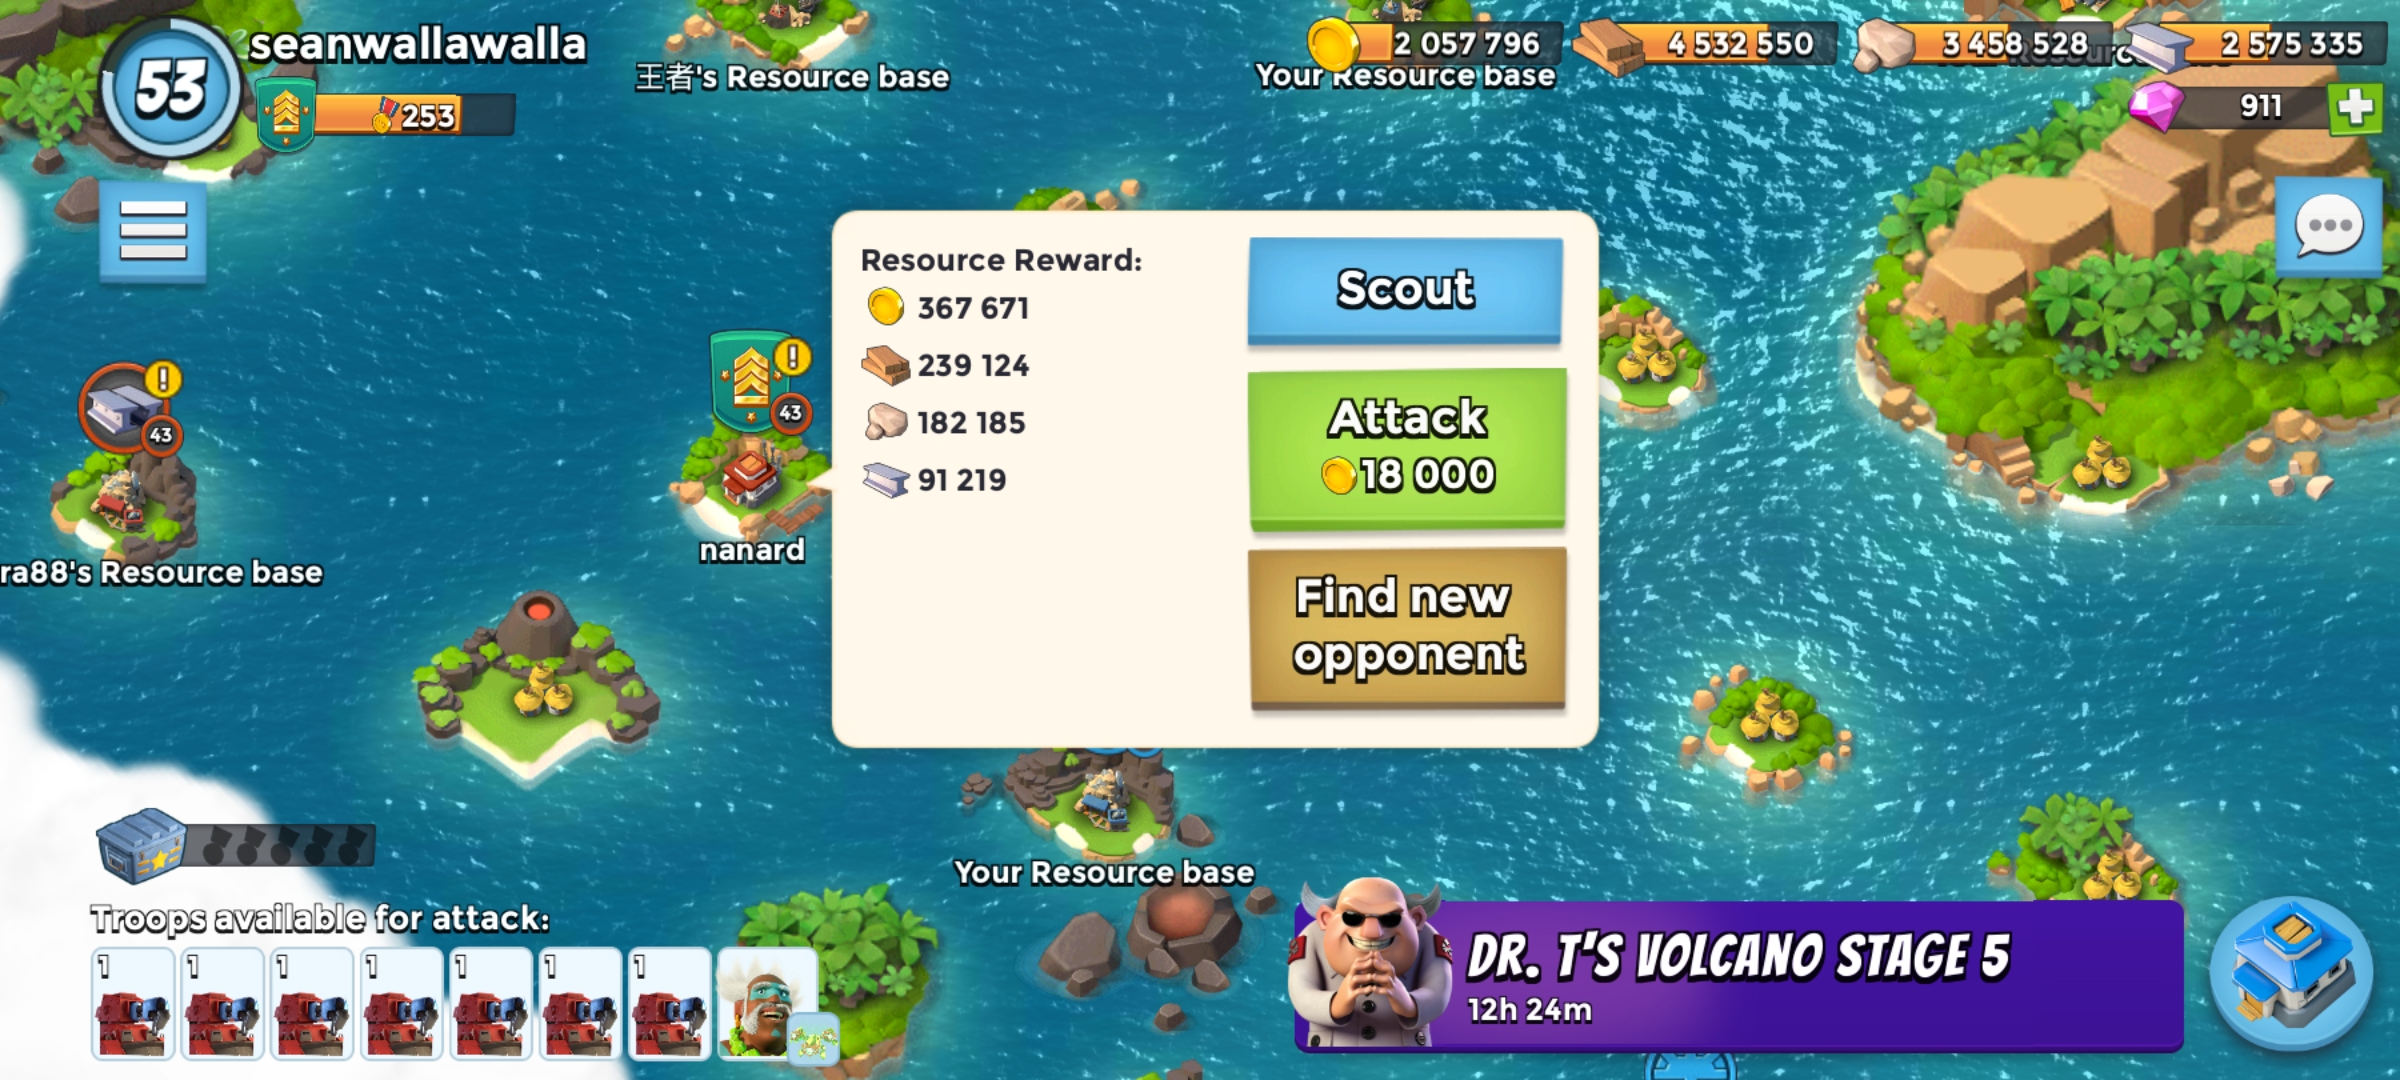 53
seanwallawalla
253
王者's Resource base
Your Resource base
2 057 796
4 532 550
3 458 528
2 575 335
911
Resource Reward:
367 671
239 124
182 185
91 219
Scout
Attack
18 000
Find new
opponent
!
43
ra88's Resource base
!
43
nanard
Your Resource base
Troops available for attack:
1
1
1
1
1
1
1
DR. T'S VOLCANO STAGE 5
12h 24m